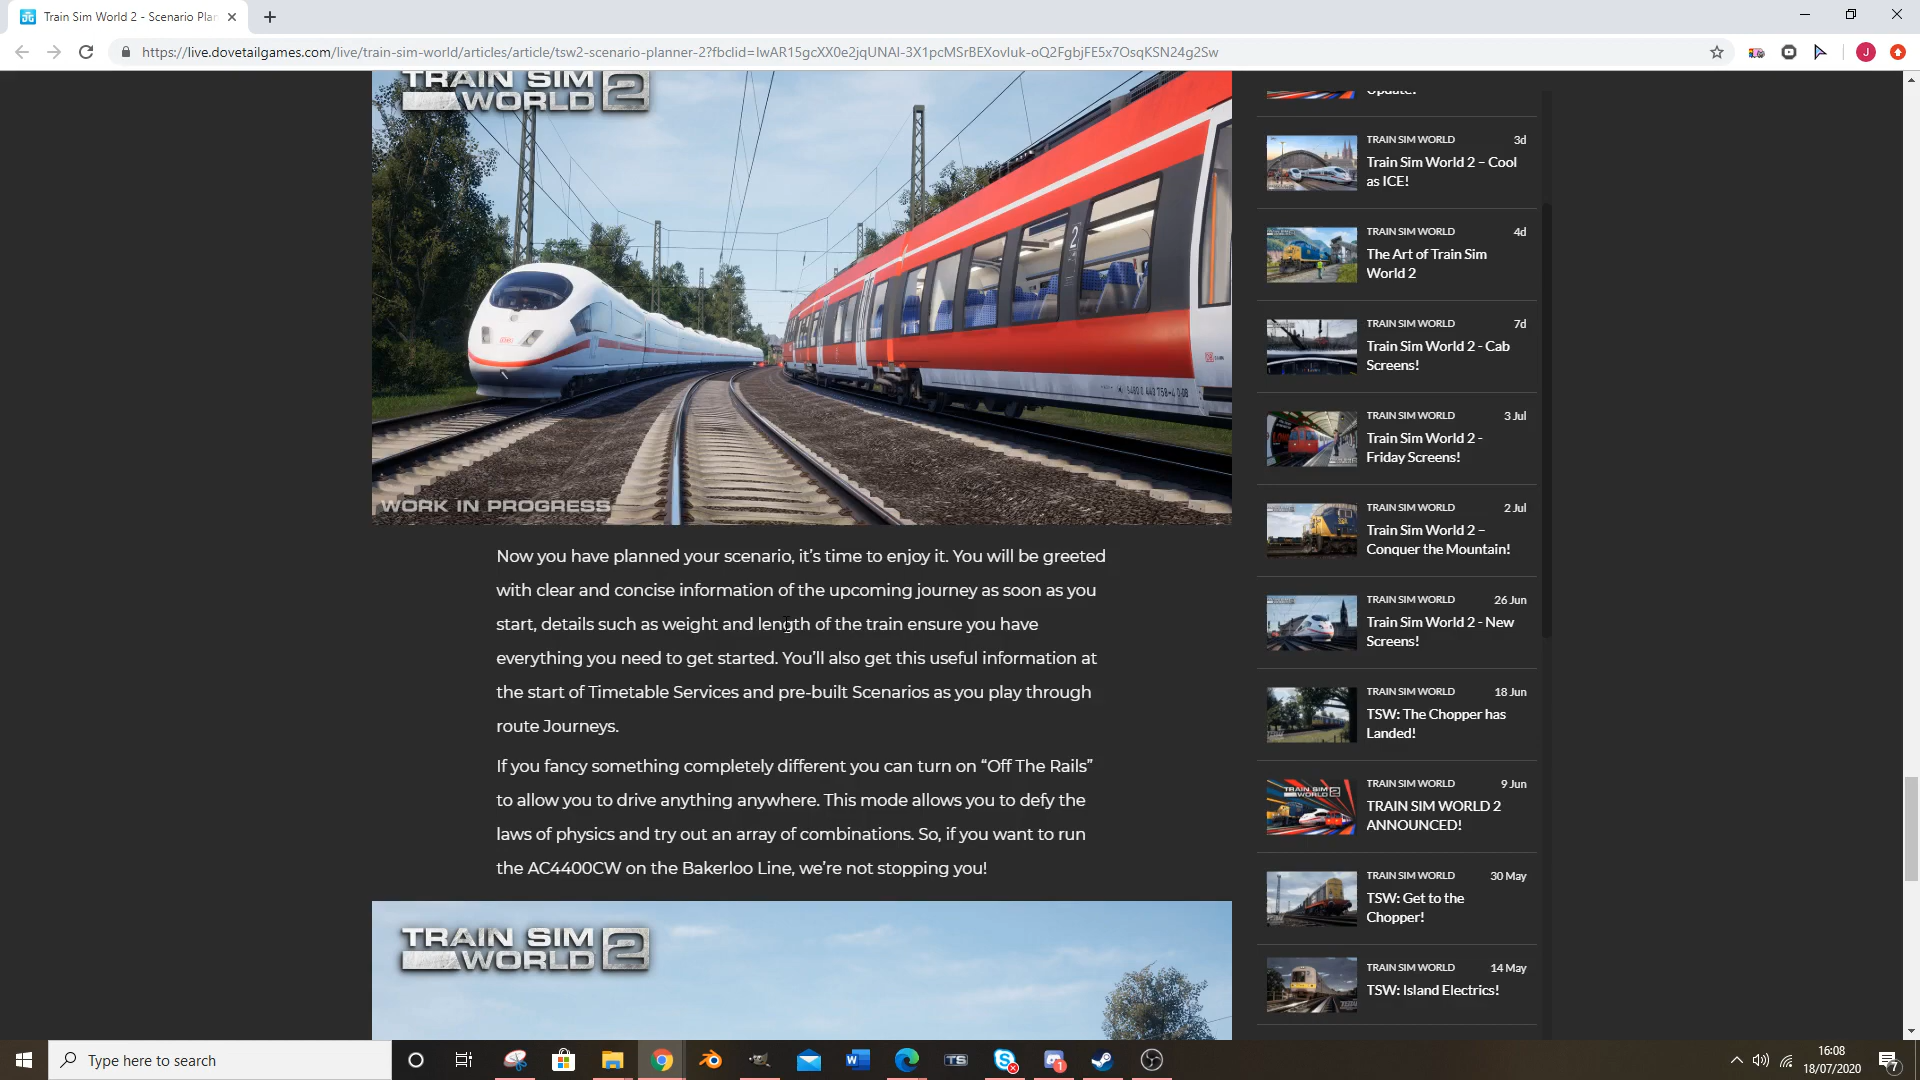 Train Sim World 2 - Scenario Plan
https://live.dovetailgames.com/live/train-sim-world/articles/article/tsw2-scenario-planner-2?fbclid=IwAR15gcXX0e2jqUNAI-3X1pcMSrBEXovluk-oQ2FgbjFE5x7OsqKSN24g2Sw
J
TRAIN SIM
WORLD 2
2
WORK IN PROGRESS
Now you have planned your scenario, it's time to enjoy it. You will be greeted
with clear and concise information of the upcoming journey as soon as you
start, details such as weight and length of the train ensure you have
everything you need to get started. You'll also get this useful information at
the start of Timetable Services and pre-built Scenarios as you play through
route Journeys.
If you fancy something completely different you can turn on “Off The Rails”
to allow you to drive anything anywhere. This mode allows you to defy the
laws of physics and try out an array of combinations. So, if you want to run
the AC4400CW on the Bakerloo Line, we're not stopping you!
TRAIN SIM
WORLD 2
Update!
TRAIN SIM WORLD 3d
Train Sim World 2 – Cool
as ICE!
TRAIN SIM WORLD 4d
The Art of Train Sim
World 2
TRAIN SIM WORLD 7d
Train Sim World 2 - Cab
Screens!
TRAIN SIM WORLD 3 Jul
Train Sim World 2 -
Friday Screens!
TRAIN SIM WORLD 2 Jul
Train Sim World 2 –
Conquer the Mountain!
TRAIN SIM WORLD 26 Jun
Train Sim World 2 - New
Screens!
TRAIN SIM WORLD 18 Jun
TSW: The Chopper has
Landed!
TRAIN SIM WORLD 9 Jun
TRAIN SIM WORLD 2
ANNOUNCED!
TRAIN SIM WORLD 30 May
TSW: Get to the
Chopper!
TRAIN SIM WORLD 14 May
TSW: Island Electrics!
Type here to search
TS
1
16:08
18/07/2020
7